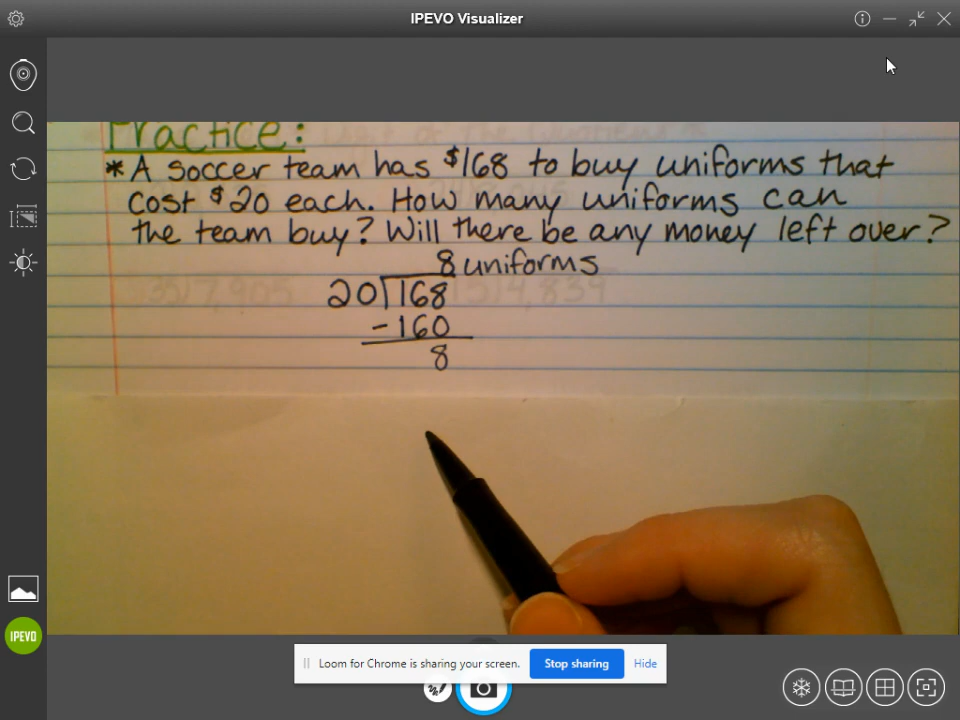 IPEVO Visualizer
Practice:
*A soccer team has $168 to buy uniforms that
cost $20 each. How many uniforms can
the team buy? Will there be any money left over?
8 uniforms
20)168
-160
8
IPEVO
Loom for Chrome is sharing your screen. Stop sharing Hide